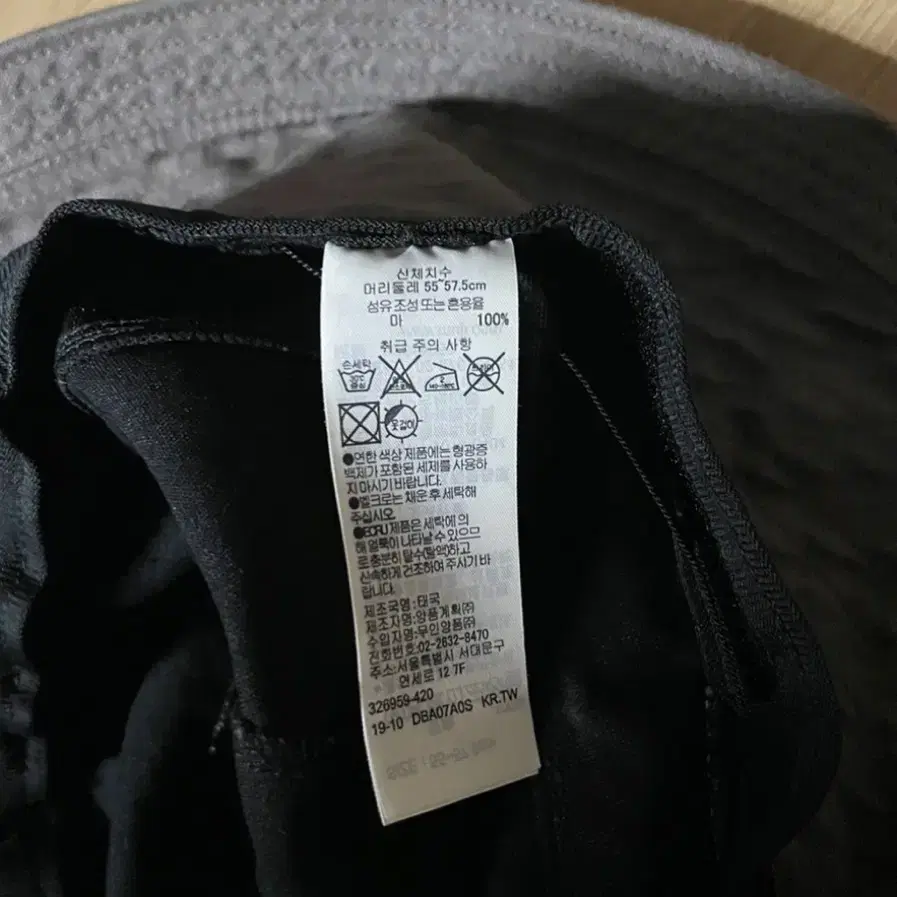 신체치수
머리둘레 55~57.5cm
섬유 조성 또는 혼용율
마 100%
취급 주의 사항
손세탁
30℃
2
140~160℃
옷걸이
●연한 색상 제품에는 형광증
백제가 포함된 세제를 사용하
지 마시기 바랍니다.
●벨크로는 채운 후 세탁해
주십시오.
제품은 세탁에 의
해 얼룩이 나타날 수 있으므
로 충분히 탈수(탈액)하고
신속하게 건조하여 주시기 바
랍니다.
제조국명:태국
제조자명:양품계획(주)
수입자명:무인양품(주)
전화번호:02-2632-8470
주소:서울특별시 서대문구
연세로 12 7F
326959-420
19-10 DBA07A0S KR.TW